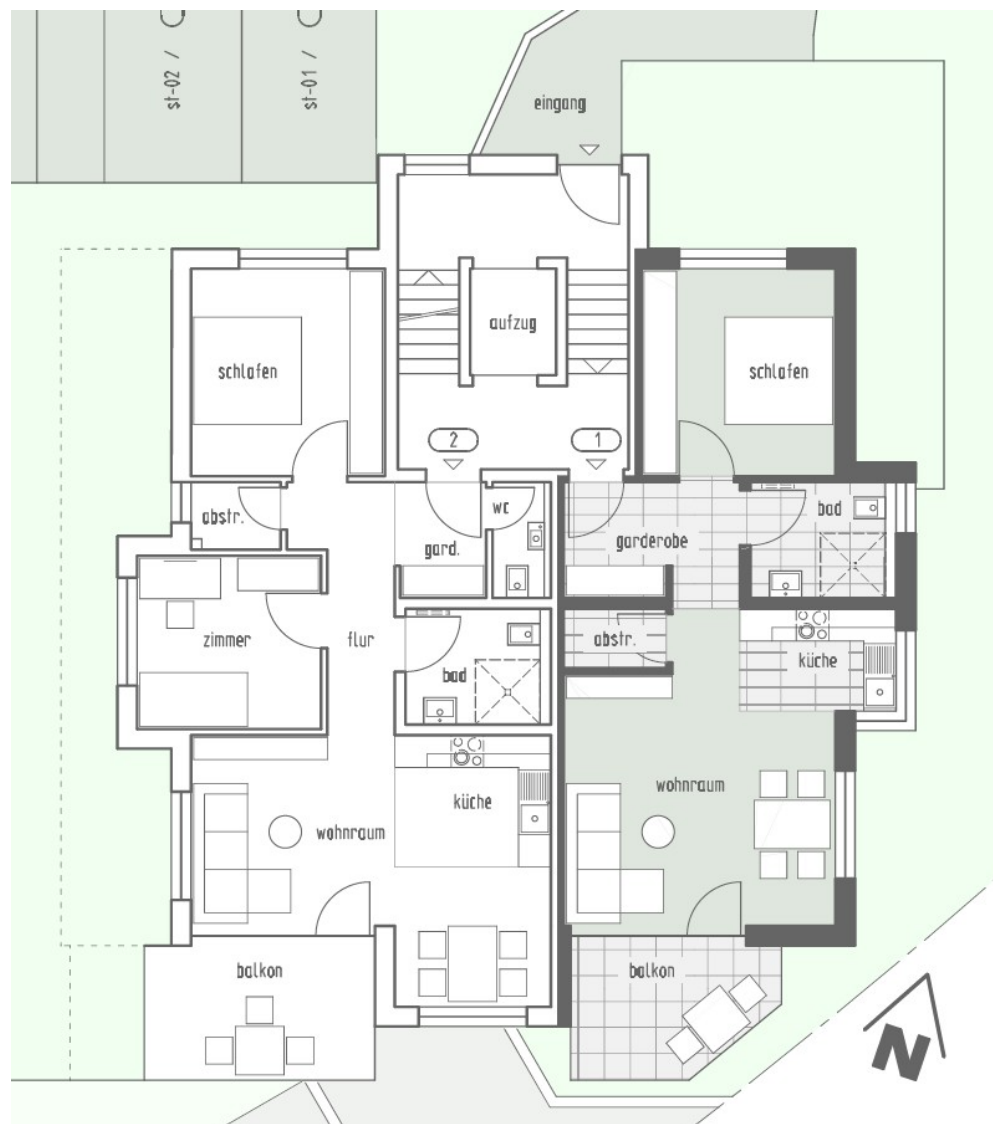 st-02 /
st-01 /
eingang
aufzug
schlafen
schlafen
2
1
abstr.
wc
bad
gard.
garderobe
zimmer
flur
abstr.
küche
bad
wohnraum
küche
wohnraum
balkon
balkon
N